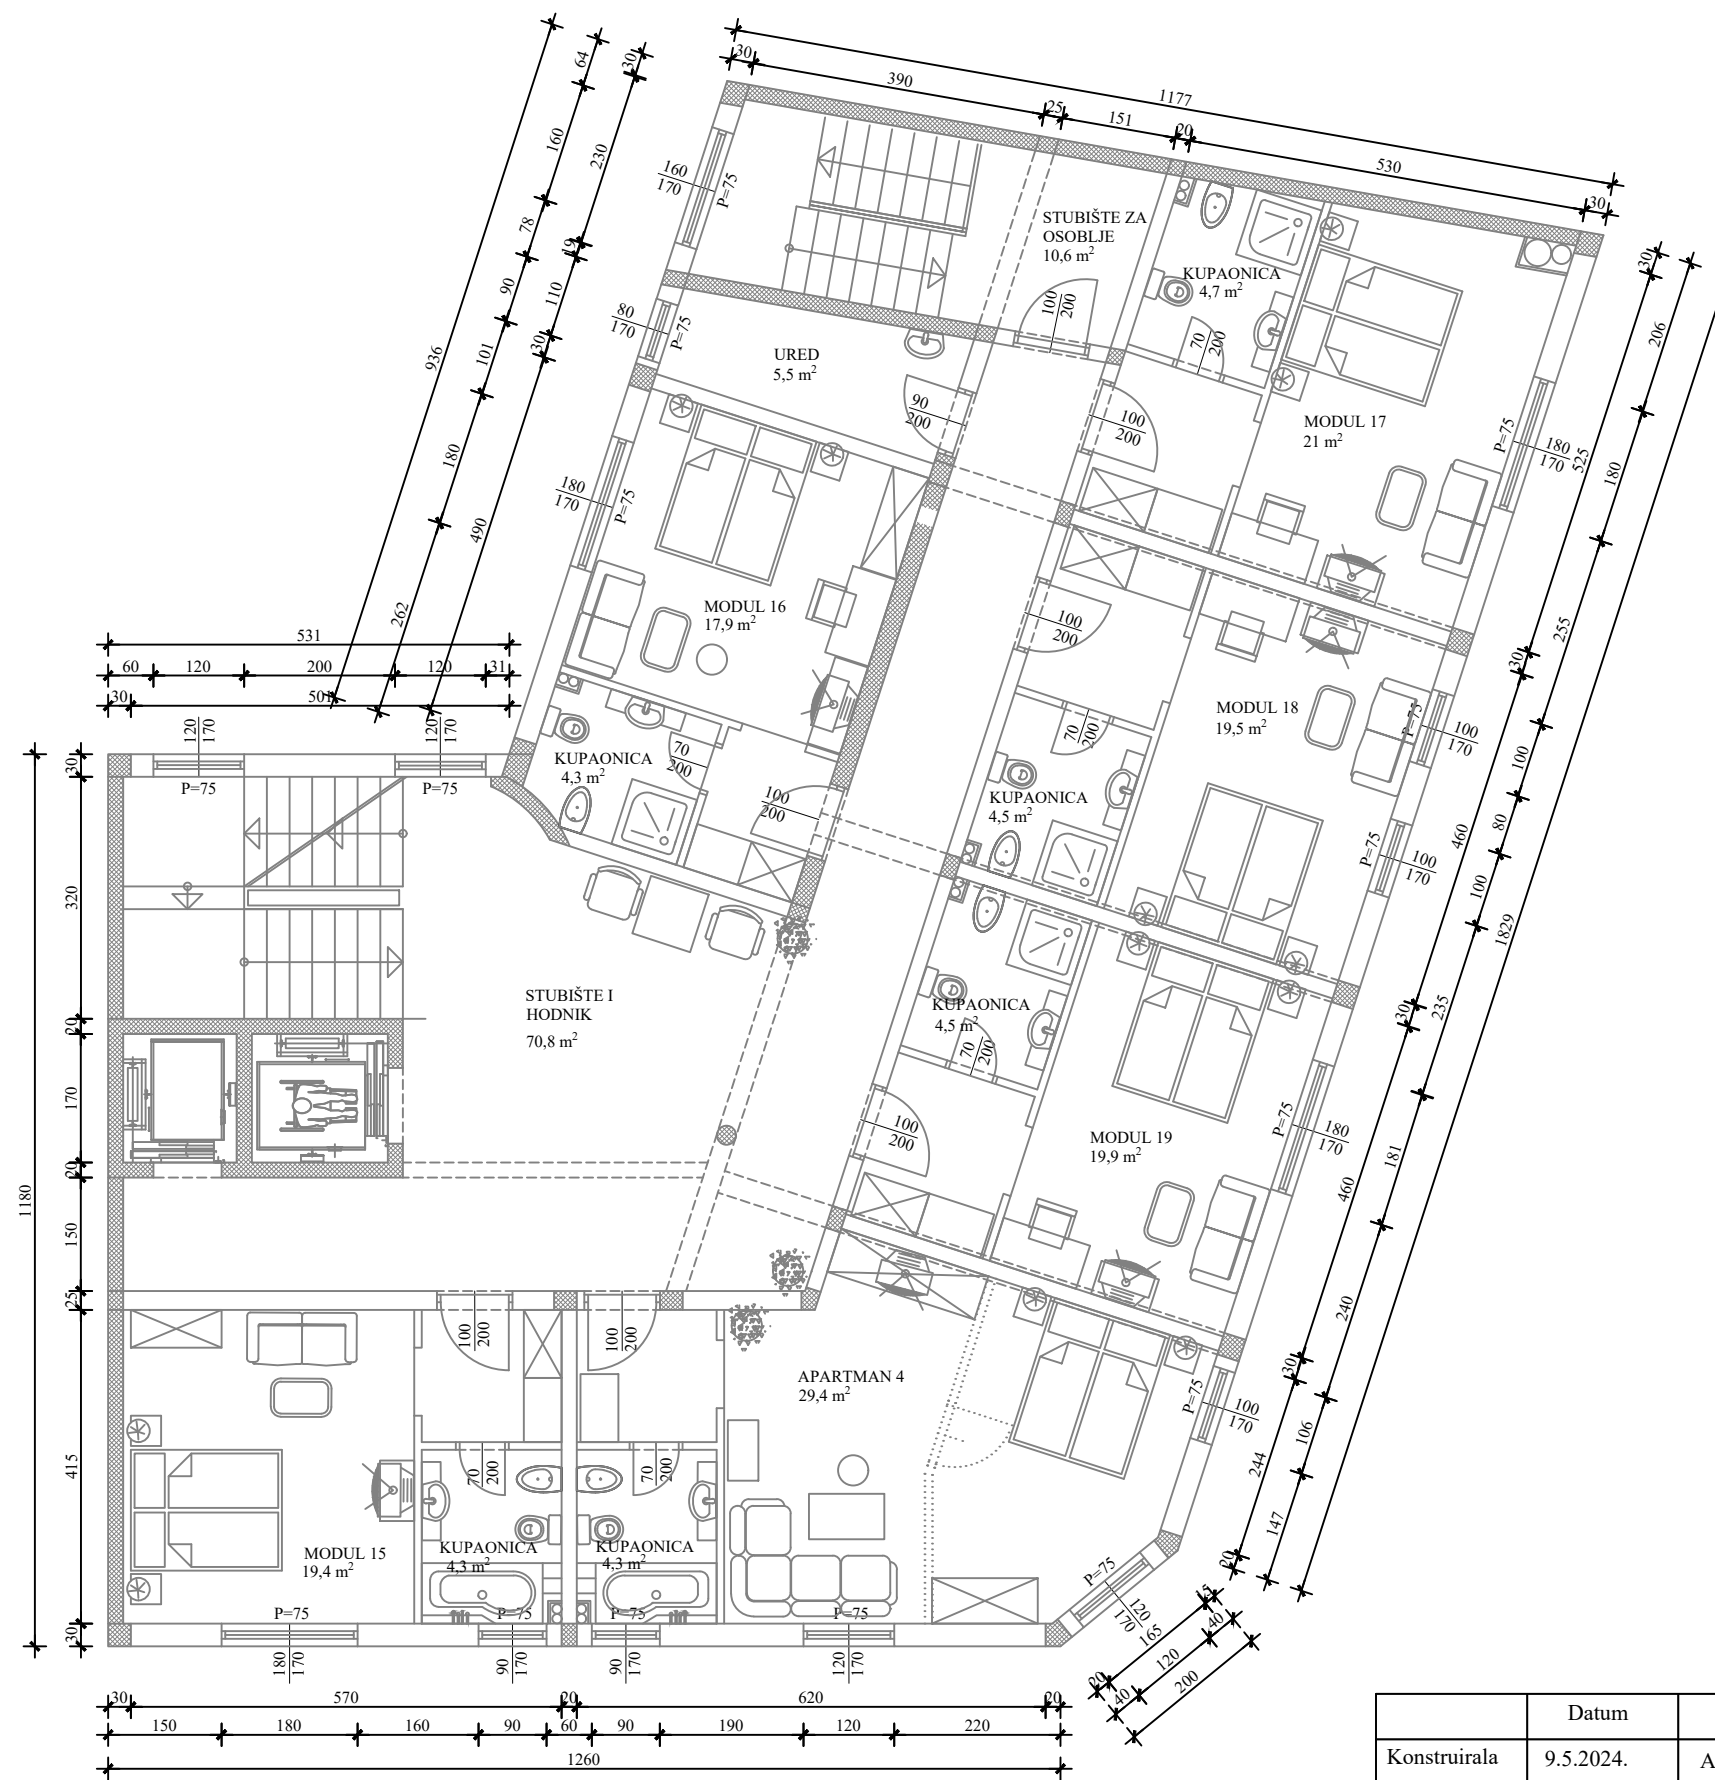 936
64
160
78
90
101
180
262
30
230
19
110
30
490
1177
30
390
25
151
20
530
30
160
170
P=75
80
170
P=75
180
170
P=75
STUBIŠTE ZA
OSOBLJE
10,6 m²
100
200
KUPAONICA
4,7 m²
70
200
URED
5,5 m²
90
200
100
200
MODUL 17
21 m²
P=75
180
170
525
30
206
180
255
30
MODUL 16
17,9 m²
100
200
MODUL 18
19,5 m²
P=75
100
170
100
80
460
P=75
100
170
100
1829
531
60
120
200
120
31
30
501
120
170
120
170
P=75
P=75
KUPAONICA
4,3 m²
70
200
100
200
70
200
KUPAONICA
4,5 m²
1180
30
320
20
170
20
150
25
415
30
STUBIŠTE I
HODNIK
70,8 m²
KUPAONICA
4,5 m²
70
200
30
235
100
200
MODUL 19
19,9 m²
P=75
180
170
181
460
240
30
100
200
100
200
APARTMAN 4
29,4 m²
P=75
100
170
106
244
147
20
70
200
70
200
MODUL 15
19,4 m²
KUPAONICA
4,3 m²
KUPAONICA
4,3 m²
P=75
P=75
P=75
P=75
P=75
180
170
90
170
90
170
120
170
120
170
165
15
40
120
200
20
40
30
570
20
620
20
150
180
160
90
60
90
190
120
220
1260
Datum
Konstruirala
9.5.2024.
A